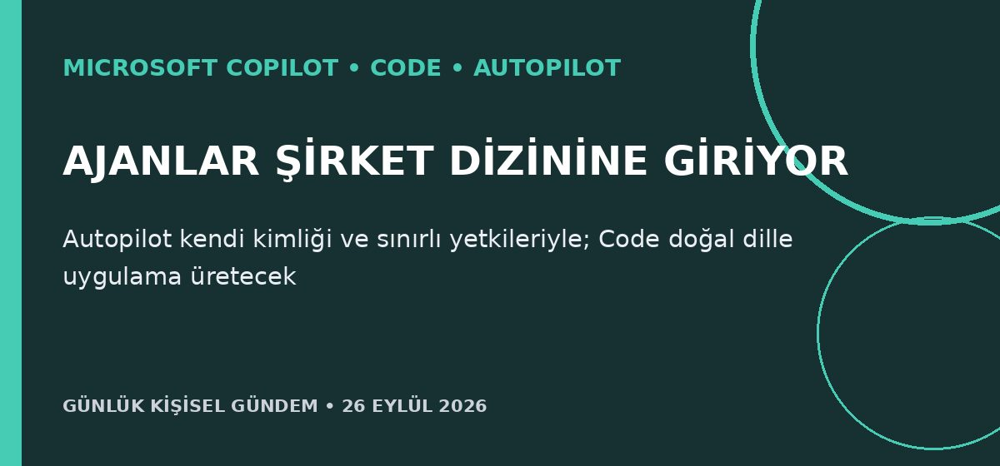 MICROSOFT COPILOT • CODE • AUTOPILOT
AJANLAR ŞİRKET DİZİNİNE GİRİYOR
Autopilot kendi kimliği ve sınırlı yetkileriyle; Code doğal dille
uygulama üretecek
GÜNLÜK KİŞİSEL GÜNDEM • 26 EYLÜL 2026